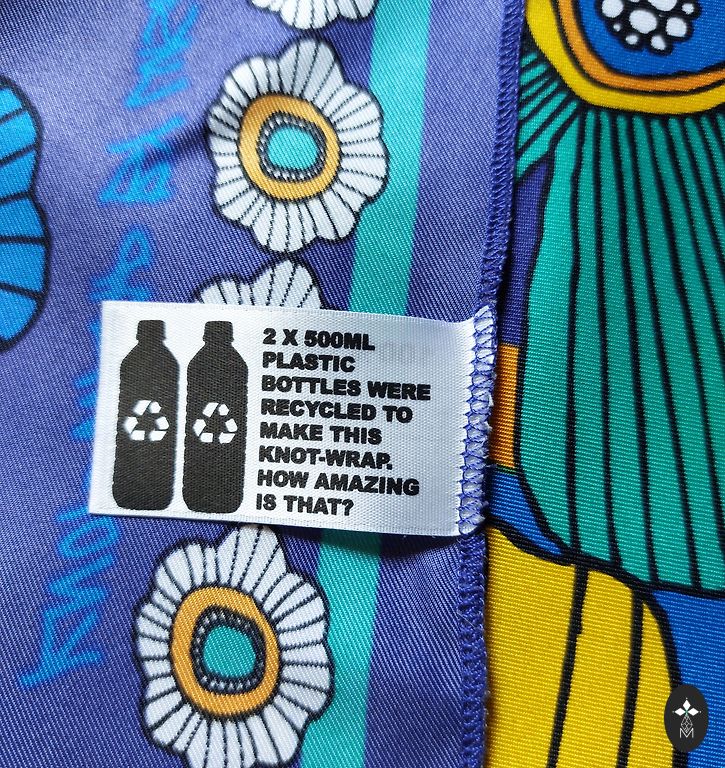 2 X 500ML
PLASTIC
BOTTLES WERE
RECYCLED TO
MAKE THIS
KNOT-WRAP.
HOW AMAZING
IS THAT?